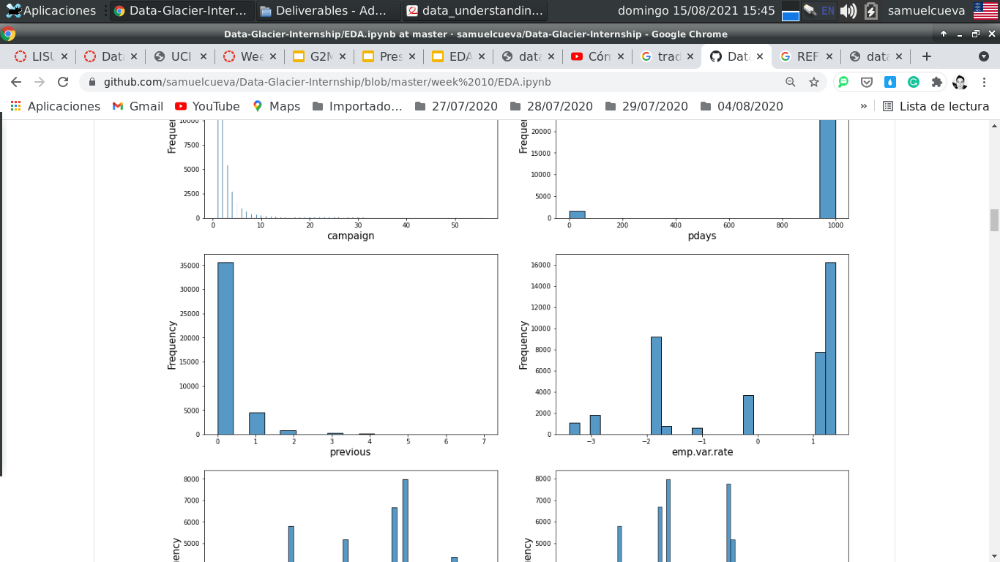 Aplicaciones Data-Glacier-Inter... Deliverables - Ad... data_understandin... domingo 15/08/2021 15:45 EN samuelcueva
Data-Glacier-Internship/EDA.ipynb at master · samuelcueva/Data-Glacier-Internship - Google Chrome
LISU Data UCI Wee G2M Pres EDA data Cóm trad Data REF data
github.com/samuelcueva/Data-Glacier-Internship/blob/master/week%2010/EDA.ipynb
Aplicaciones Gmail YouTube Maps Importado... 27/07/2020 28/07/2020 29/07/2020 04/08/2020 » Lista de lectura
10000
7500
5000
2500
0
Frequen
0 10 20 30 40 50
campaign
20000
15000
10000
5000
0
Frequen
0 200 400 600 800 1000
pdays
35000
30000
25000
20000
15000
10000
5000
0
Frequency
0 1 2 3 4 5 6 7
previous
16000
14000
12000
10000
8000
6000
4000
2000
0
Frequency
−3 −2 −1 0 1
emp.var.rate
8000
7000
6000
5000
quency
8000
7000
6000
5000
quency